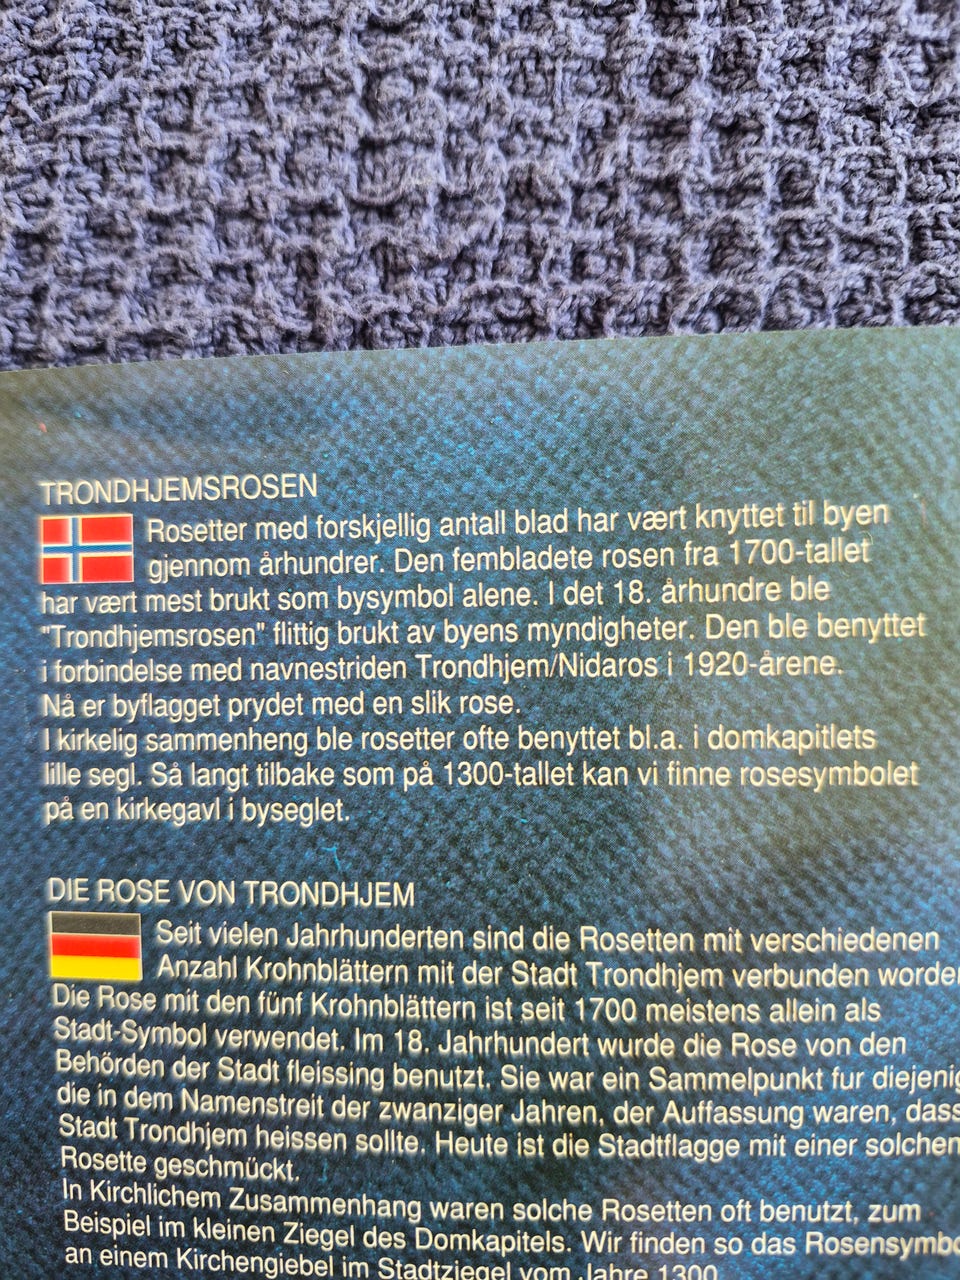 TRONDHJEMSROSEN
Rosetter med forskjellig antall blad har vært knyttet til byen
gjennom århundrer. Den fembladete rosen fra 1700-tallet
har vært mest brukt som bysymbol alene. I det 18. århundre ble
"Trondhjemsrosen" flittig brukt av byens myndigheter. Den ble benyttet
i forbindelse med navnestriden Trondhjem/Nidaros i 1920-årene.
Nå er byflagget prydet med en slik rose.
I kirkelig sammenheng ble rosetter ofte benyttet bl.a. i domkapitlets
lille segl. Så langt tilbake som på 1300-tallet kan vi finne rosesymbolet
på en kirkegavl i byseglet.
DIE ROSE VON TRONDHJEM
Seit vielen Jahrhunderten sind die Rosetten mit verschiedenen
Anzahl Krohnblättern mit der Stadt Trondhjem verbunden worde
Die Rose mit den fünf Krohnblättern ist seit 1700 meistens allein als
Stadt-Symbol verwendet. Im 18. Jahrhundert wurde die Rose von den
Behörden der Stadt fleissing benutzt. Sie war ein Sammelpunkt fur diejenig
die in dem Namenstreit der zwanziger Jahren, der Auffassung waren, dass
Stadt Trondhjem heissen sollte. Heute ist die Stadtflagge mit einer solchen
Rosette geschmückt.
In Kirchlichem Zusammenhang waren solche Rosetten oft benutzt, zum
Beispiel im kleinen Ziegel des Domkapitels. Wir finden so das Rosensymbo
an einem Kirchengiebel im Stadtziegel vom Jahre 1300